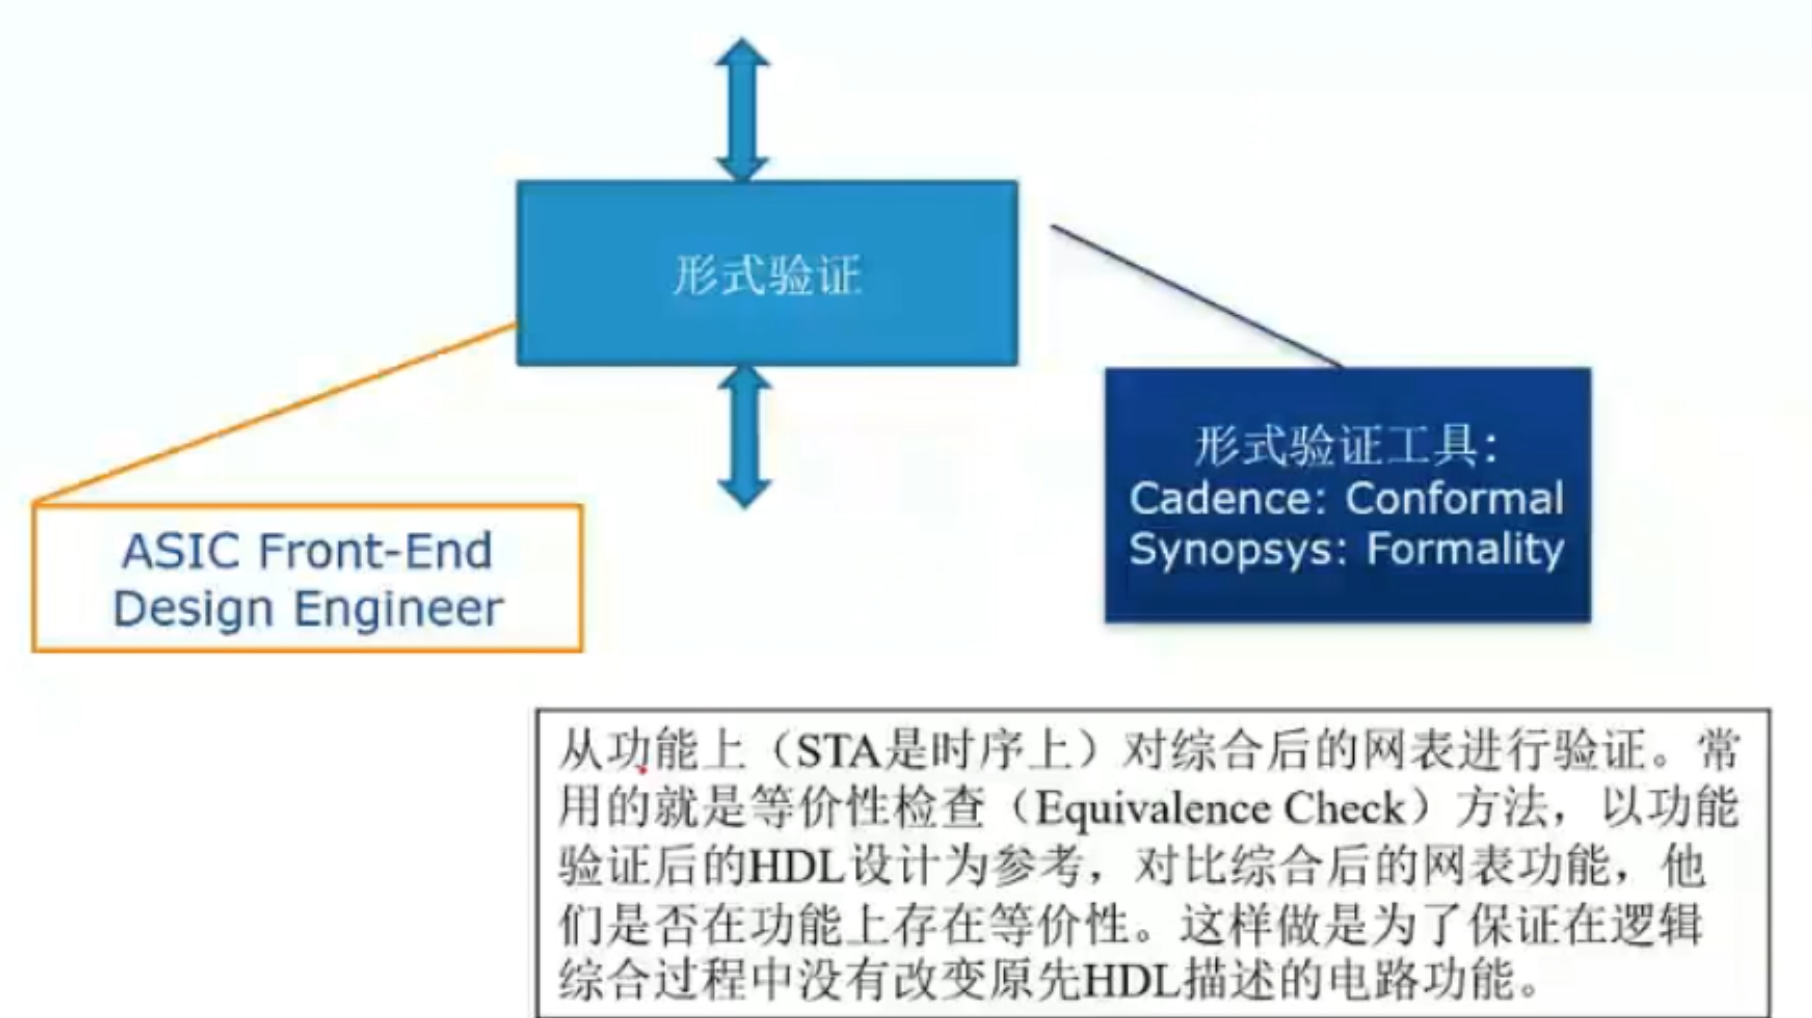 形式验证
形式验证工具：
Cadence: Conformal
Synopsys: Formality
ASIC Front-End
Design Engineer
从功能上（STA是时序上）对综合后的网表进行验证。常
用的就是等价性检查（Equivalence Check）方法，以功能
验证后的HDL设计为参考，对比综合后的网表功能，他
们是否在功能上存在等价性。这样做是为了保证在逻辑
综合过程中没有改变原先HDL描述的电路功能。